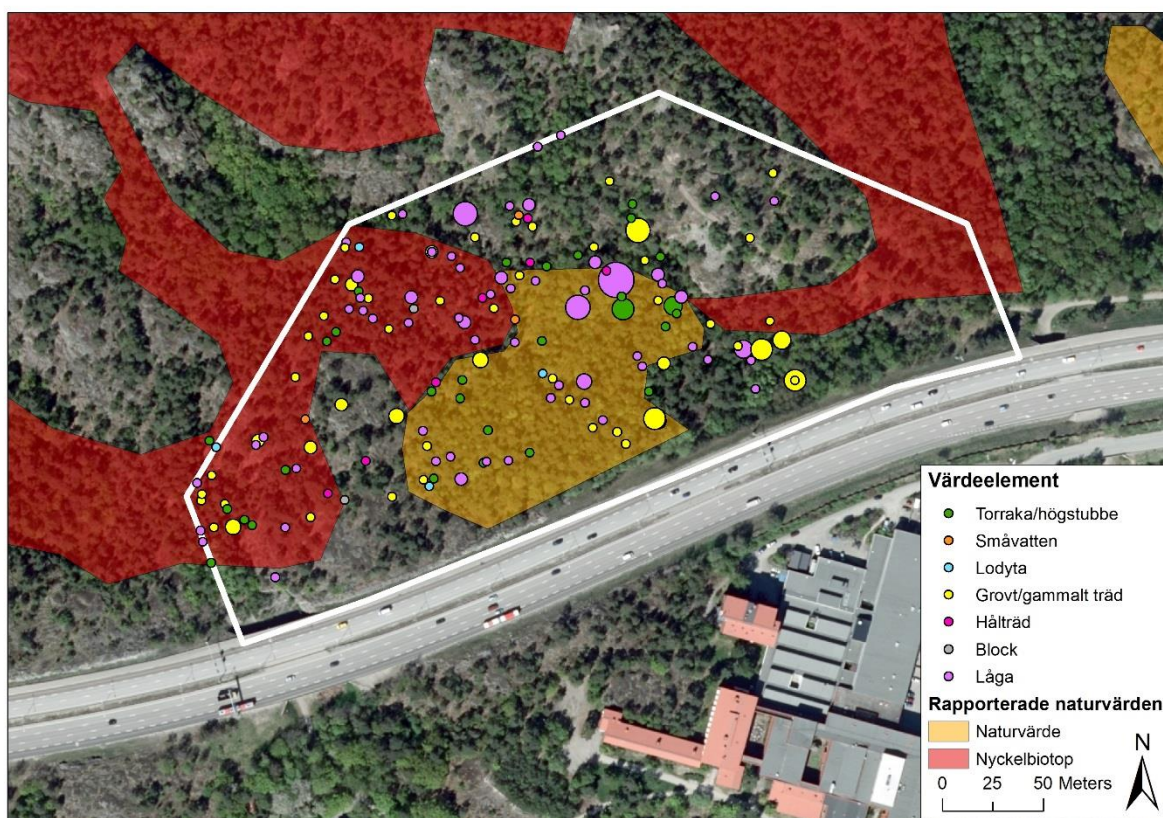 Värdeelement
Torraka/högstubbe
Småvatten
Lodyta
Grovt/gammalt träd
Hålträd
Block
Låga
Rapporterade naturvärden
Naturvärde
Nyckelbiotop
N
0 25 50 Meters